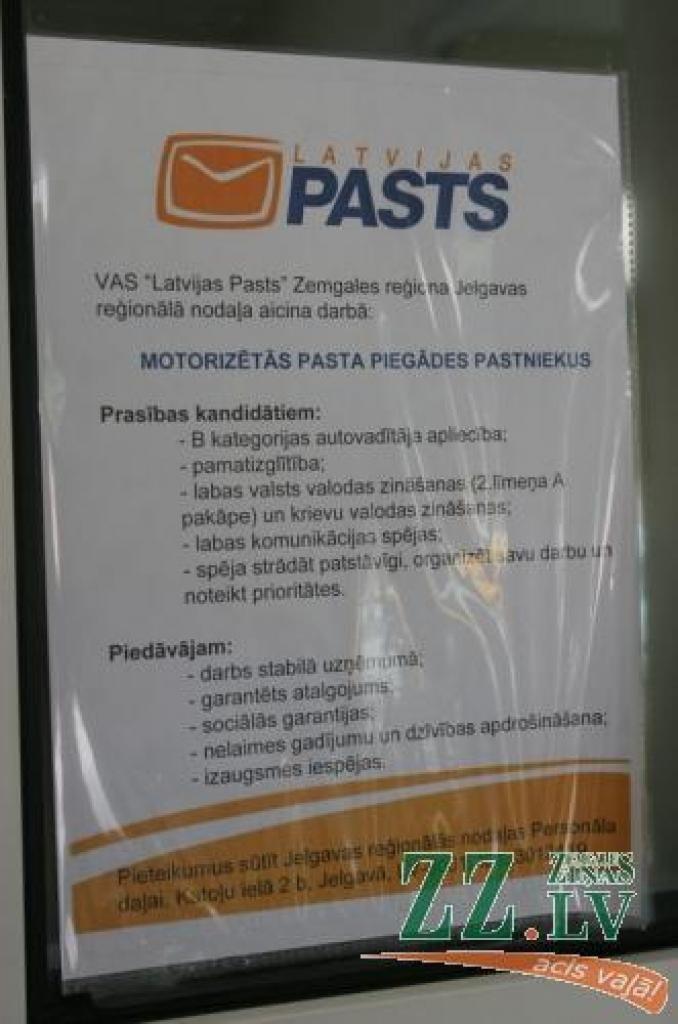 LATVIJAS
PASTS
VAS "Latvijas Pasts" Zemgales reģiona Jelgavas
reģionālā nodaļa aicina darbā:
MOTORIZĒTĀS PASTA PIEGĀDES PASTNIEKUS
Prasības kandidātiem:
- B kategorijas autovadītāja apliecība;
- pamatizglītība;
- labas valsts valodas zināšanas (2.līmeņa A
pakāpe) un krievu valodas zināšanas;
- labas komunikācijas spējas;
- spēja strādāt patstāvīgi, organizēt savu darbu un
noteikt prioritātes.
Piedāvājam:
- darbs stabilā uzņēmumā;
- garantēts atalgojums;
- sociālās garantijas;
- nelaimes gadījumu un dzīvības apdrošināšana;
- izaugsmes iespējas.
Pieteikumus sūtīt Jelgavas reģionālās nodaļas Personāla
daļai, Katoļu ielā 2 b, Jelgavā,
ZEMGALES
ZIŅAS
ZZ.LV
acis vaļā!